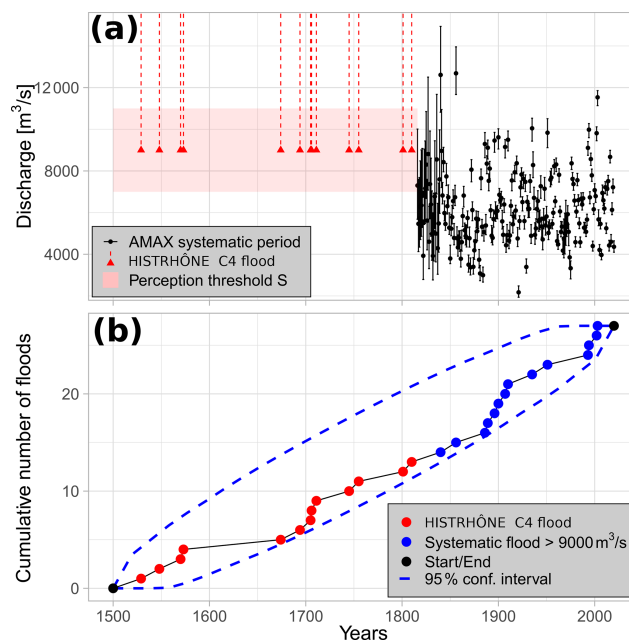 (a)
Discharge [m³/s]
12000
8000
4000
AMAX systematic period
HISTRHÔNE C4 flood
Perception threshold S
(b)
Cumulative number of floods
20
10
0
HISTRHÔNE C4 flood
Systematic flood > 9000 m³/s
Start/End
95 % conf. interval
1500 1600 1700 1800 1900 2000
Years